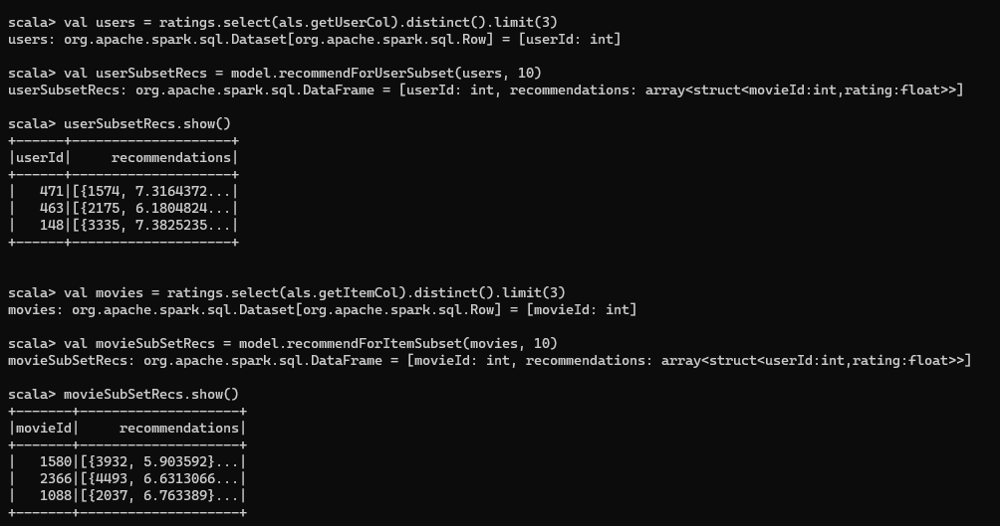 scala> val users = ratings.select(als.getUserCol).distinct().limit(3)
users: org.apache.spark.sql.Dataset[org.apache.spark.sql.Row] = [userId: int]
scala> val userSubsetRecs = model.recommendForUserSubset(users, 10)
userSubsetRecs: org.apache.spark.sql.DataFrame = [userId: int, recommendations: array<struct<movieId:int,rating:float>>]
scala> userSubsetRecs.show()
+------+--------------------+
|userId|     recommendations|
+------+--------------------+
|   471|[{1574, 7.3164372...|
|   463|[{2175, 6.1804824...|
|   148|[{3335, 7.3825235...|
+------+--------------------+
scala> val movies = ratings.select(als.getItemCol).distinct().limit(3)
movies: org.apache.spark.sql.Dataset[org.apache.spark.sql.Row] = [movieId: int]
scala> val movieSubSetRecs = model.recommendForItemSubset(movies, 10)
movieSubSetRecs: org.apache.spark.sql.DataFrame = [movieId: int, recommendations: array<struct<userId:int,rating:float>>]
scala> movieSubSetRecs.show()
+-------+--------------------+
|movieId|     recommendations|
+-------+--------------------+
|   1580|[{3932, 5.903592}...|
|   2366|[{4493, 6.6313066...|
|   1088|[{2037, 6.763389}...|
+-------+--------------------+